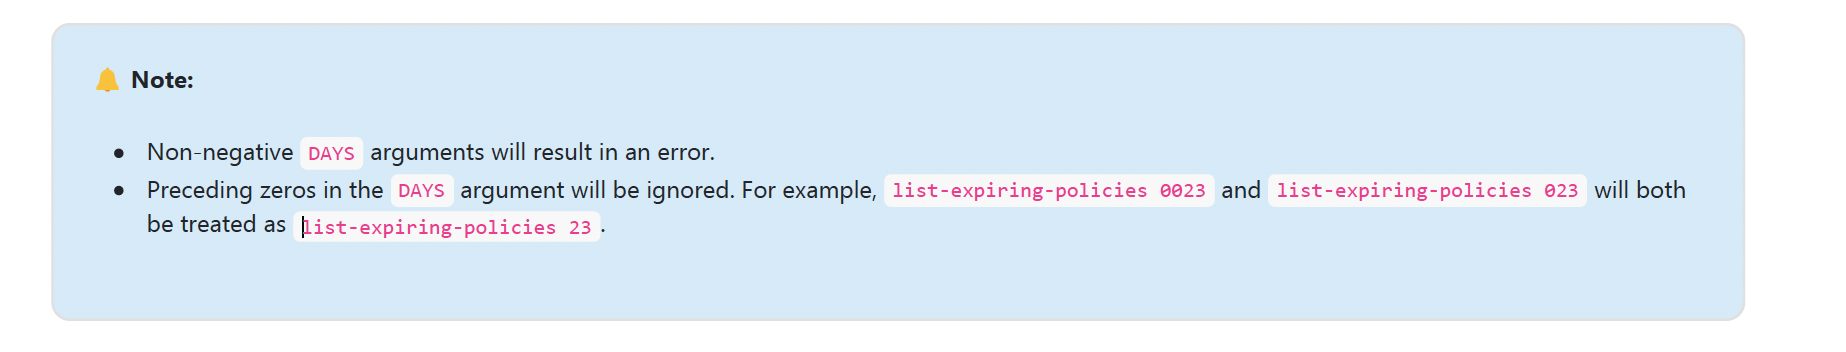 🔔 Note:
● Non-negative DAYS arguments will result in an error.
● Preceding zeros in the DAYS argument will be ignored. For example, list-expiring-policies 0023 and list-expiring-policies 023 will both
be treated as list-expiring-policies 23.